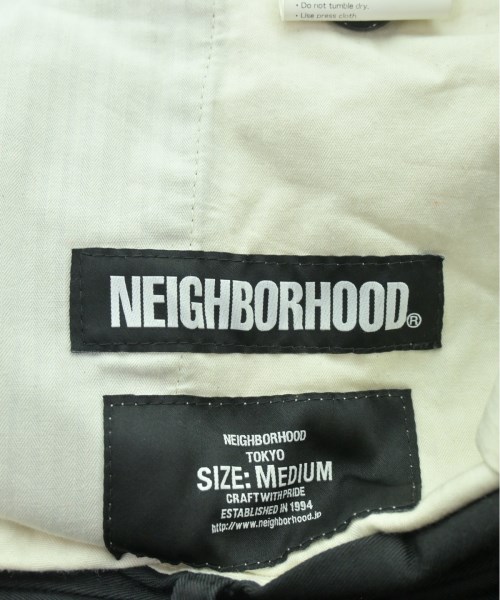 • Do not tumble dry.
• Use press cloth.
NEIGHBORHOOD®
NEIGHBORHOOD
TOKYO
SIZE: MEDIUM
CRAFT WITH PRIDE
ESTABLISHED IN 1994
http://www.neighborhood.jp